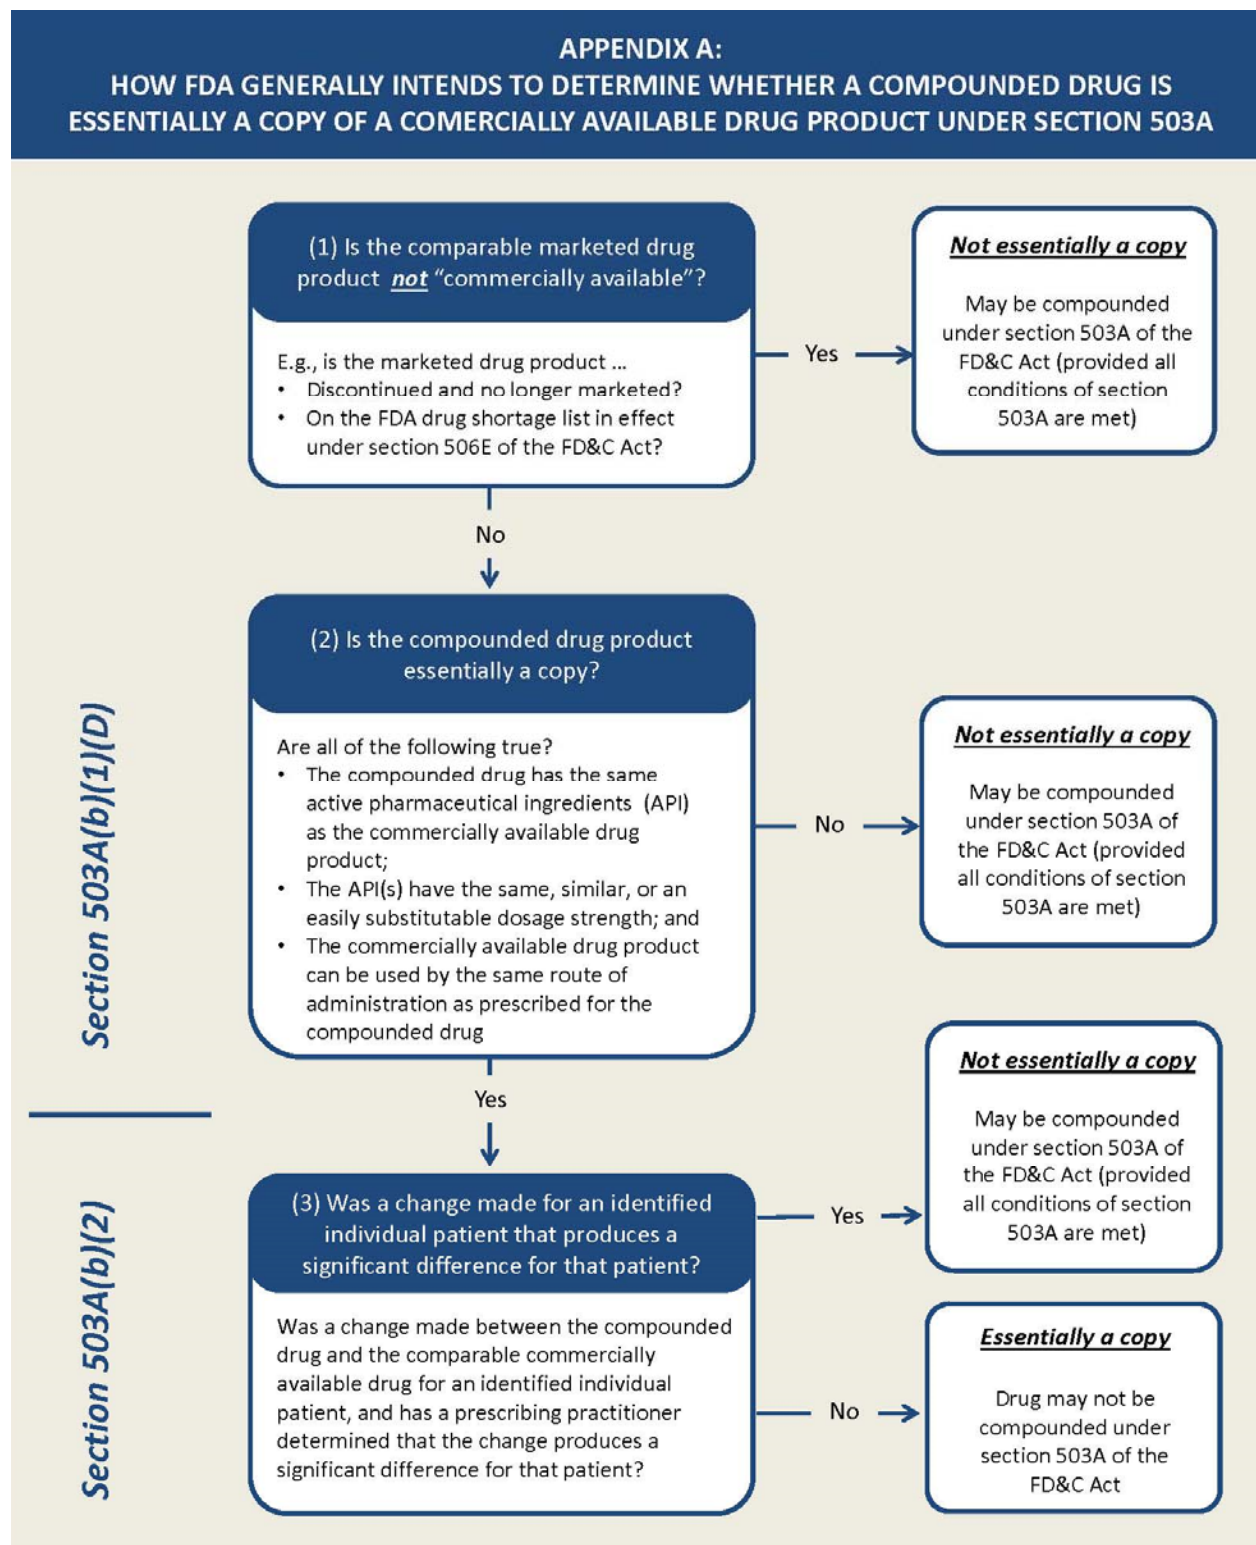 APPENDIX A:
HOW FDA GENERALLY INTENDS TO DETERMINE WHETHER A COMPOUNDED DRUG IS
ESSENTIALLY A COPY OF A COMERCIALLY AVAILABLE DRUG PRODUCT UNDER SECTION 503A
(1) Is the comparable marketed drug
product not “commercially available”?
E.g., is the marketed drug product ...
• Discontinued and no longer marketed?
• On the FDA drug shortage list in effect
under section 506E of the FD&C Act?
Yes
Not essentially a copy
May be compounded
under section 503A of the
FD&C Act (provided all
conditions of section
503A are met)
No
Section 503A(b)(1)(D)
(2) Is the compounded drug product
essentially a copy?
Are all of the following true?
• The compounded drug has the same
active pharmaceutical ingredients (API)
as the commercially available drug
product;
• The API(s) have the same, similar, or an
easily substitutable dosage strength; and
• The commercially available drug product
can be used by the same route of
administration as prescribed for the
compounded drug
No
Not essentially a copy
May be compounded
under section 503A of
the FD&C Act (provided
all conditions of section
503A are met)
Yes
Section 503A(b)(2)
(3) Was a change made for an identified
individual patient that produces a
significant difference for that patient?
Was a change made between the compounded
drug and the comparable commercially
available drug for an identified individual
patient, and has a prescribing practitioner
determined that the change produces a
significant difference for that patient?
Yes
Not essentially a copy
May be compounded
under section 503A of
the FD&C Act (provided
all conditions of section
503A are met)
No
Essentially a copy
Drug may not be
compounded under
section 503A of the
FD&C Act